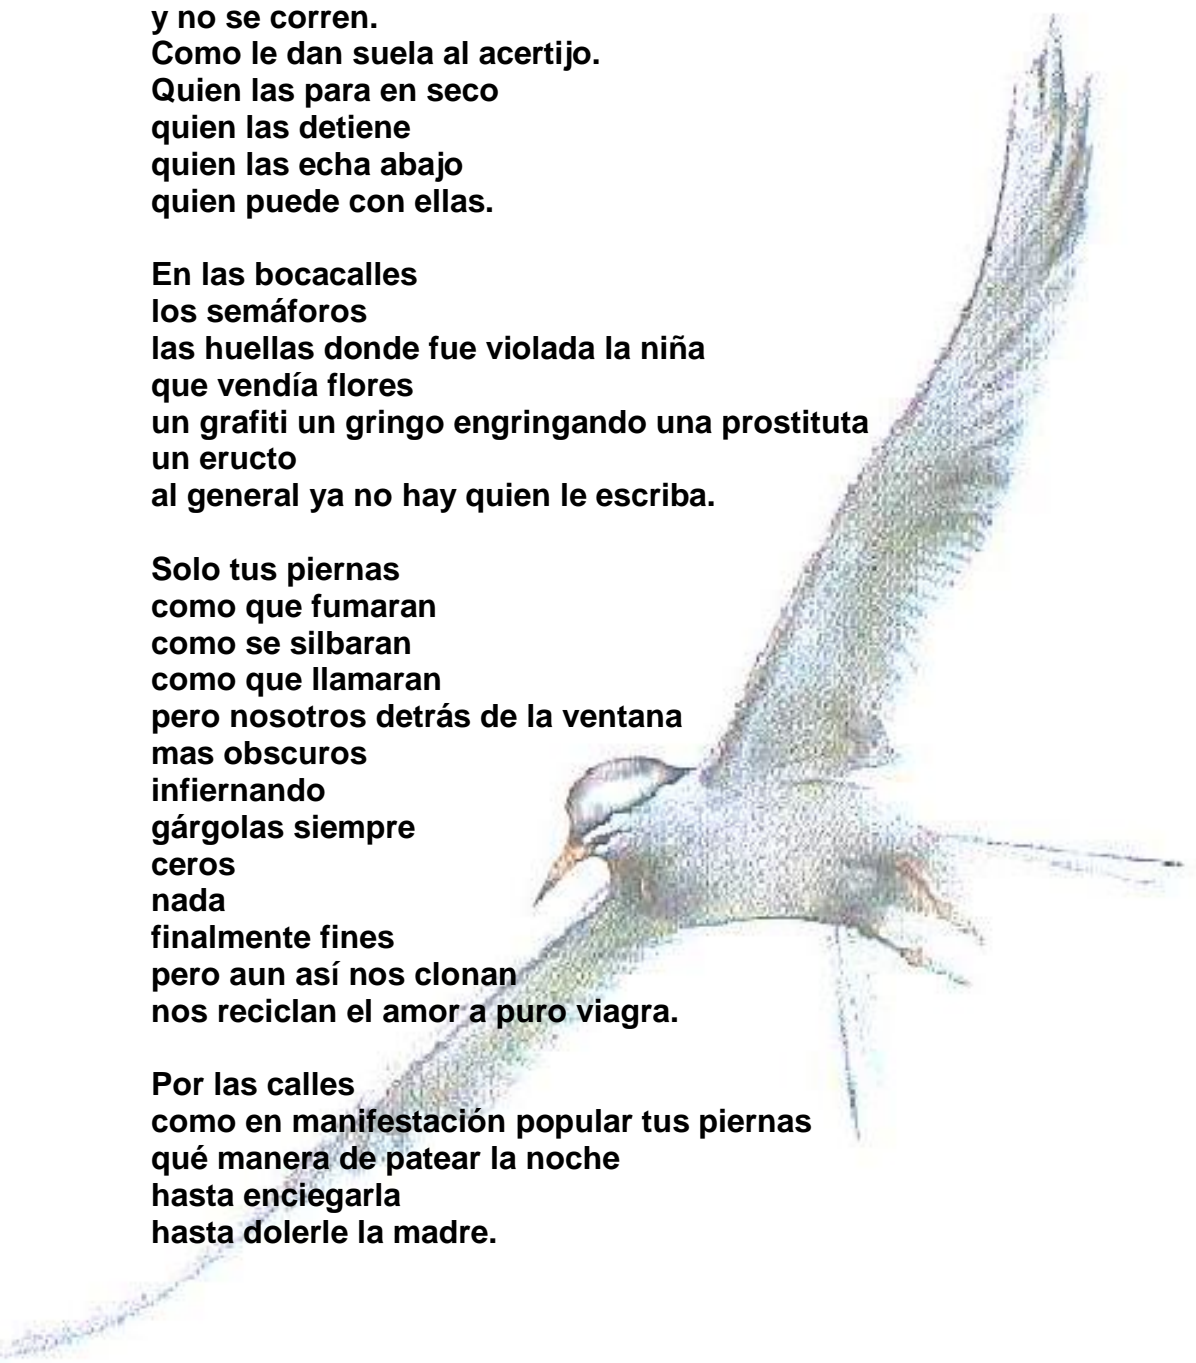 y no se corren.
Como le dan suela al acertijo.
Quien las para en seco
quien las detiene
quien las echa abajo
quien puede con ellas.

En las bocacalles
los semáforos
las huellas donde fue violada la niña
que vendía flores
un grafiti un gringo engringando una prostituta
un eructo
al general ya no hay quien le escriba.

Solo tus piernas
como que fumaran
como se silbaran
como que llamaran
pero nosotros detrás de la ventana
mas obscuros
infiernando
gárgolas siempre
ceros
nada
finalmente fines
pero aun así nos clonan
nos reciclan el amor a puro viagra.

Por las calles
como en manifestación popular tus piernas
qué manera de patear la noche
hasta enciegarla
hasta dolerle la madre.